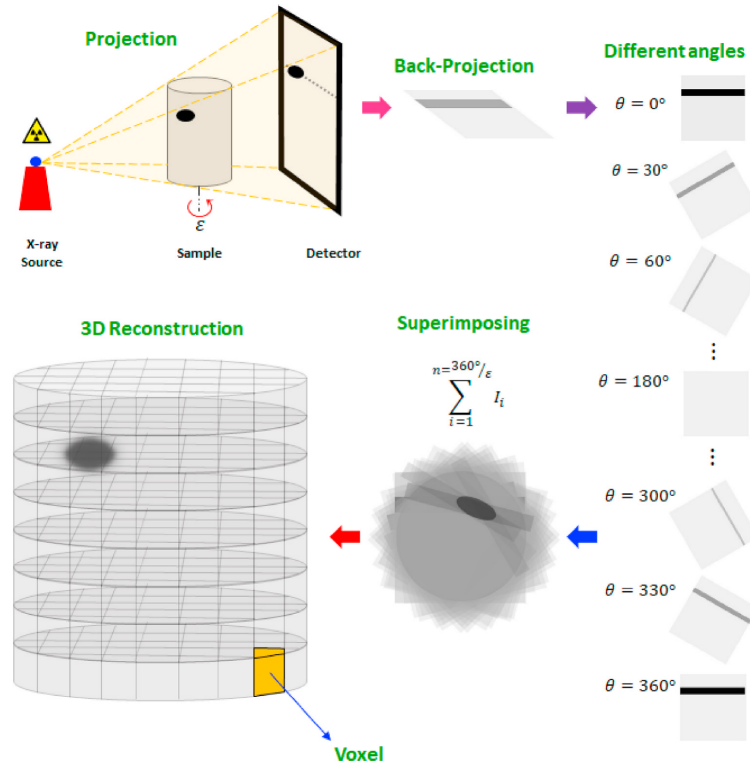 Projection
Back-Projection
Different angles
θ = 0°
θ = 30°
ε
X-ray
Source
Sample
Detector
θ = 60°
3D Reconstruction
Superimposing
n=360°/ε
∑ I_i
i=1
⋮
θ = 180°
⋮
θ = 300°
θ = 330°
θ = 360°
Voxel